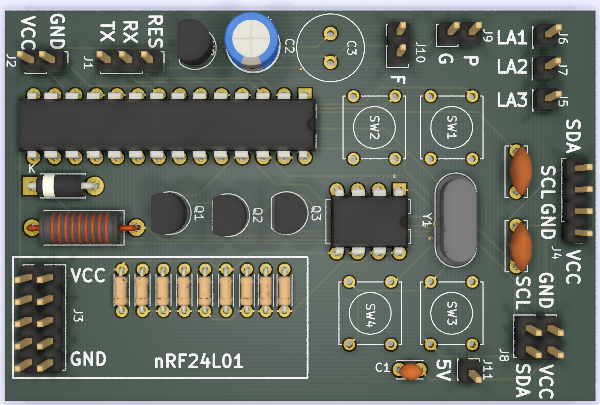 VCC
GND
J2
TX
RX
RES
J1
C2
C3
J10
F
G
P
J9
LA1
J6
LA2
J7
LA3
J5
SW2
SW1
SDA
SCL
GND
VCC
J4
K
Q1
Q2
Q3
Y1
VCC
J3
GND
nRF24L01
SW4
SW3
SCL
GND
J8
SDA
VCC
C1
5V
J11